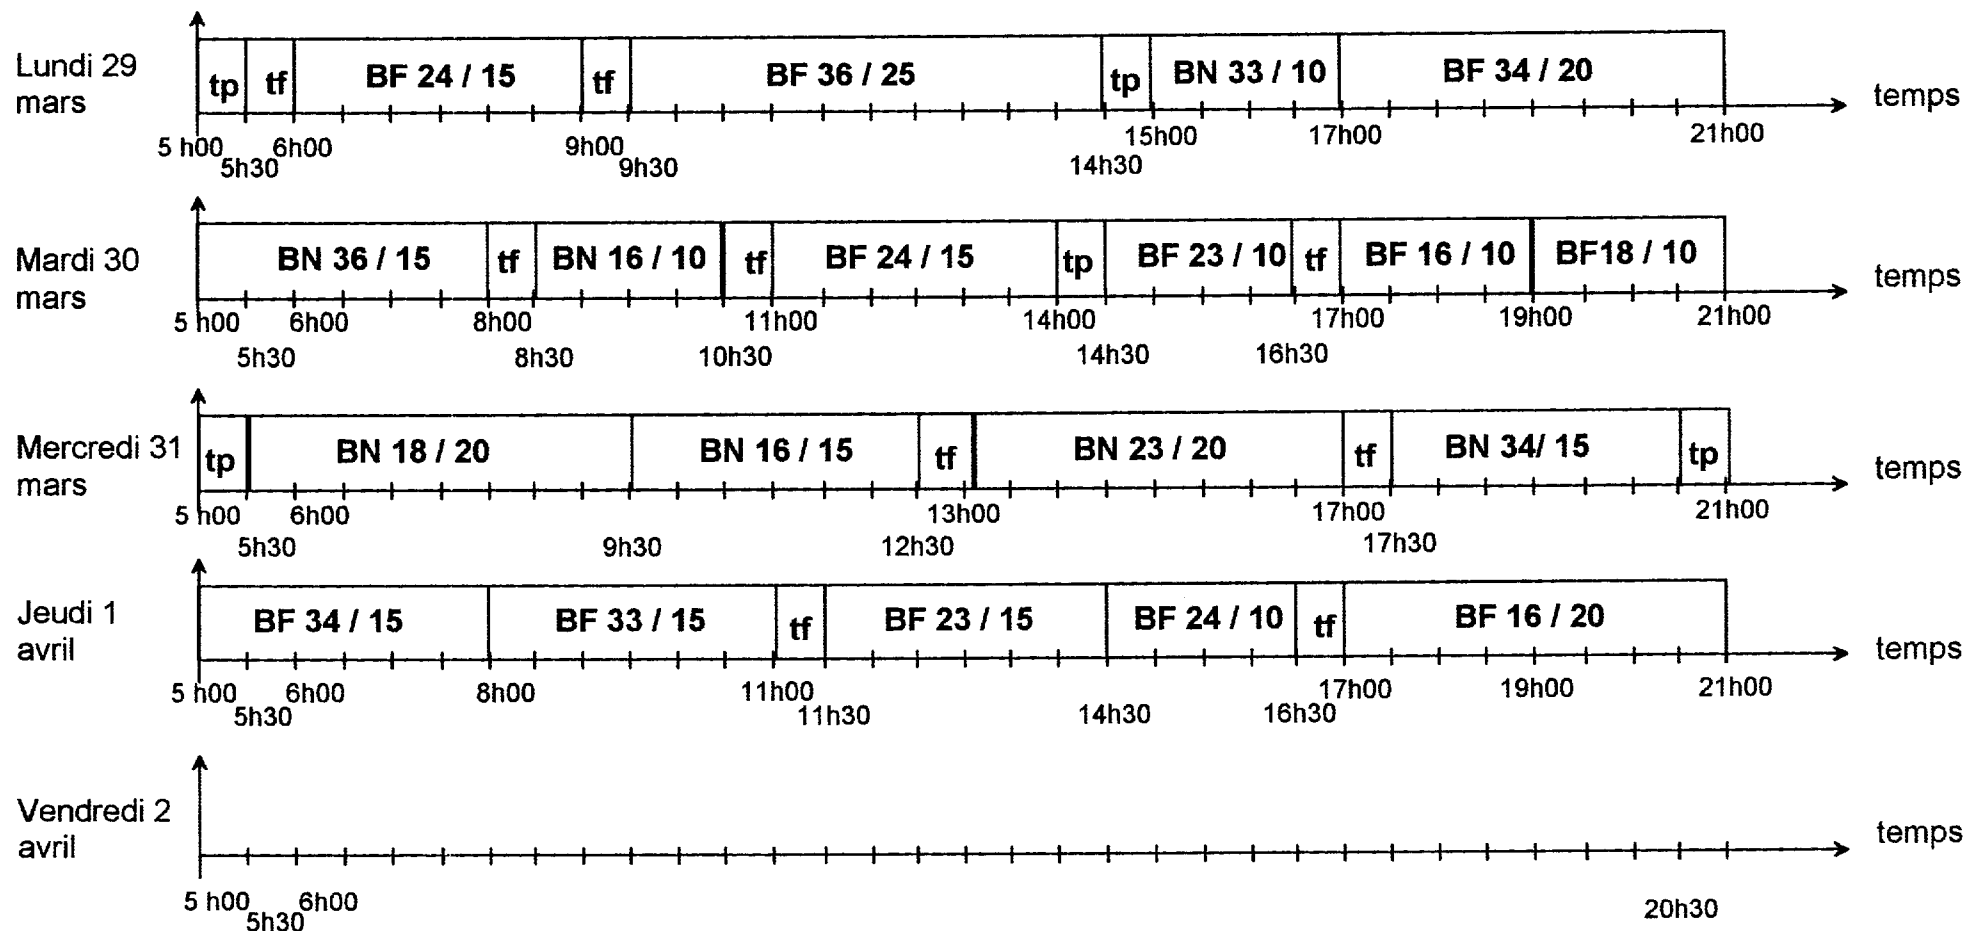 Lundi 29
mars
tp tf BF 24 / 15 tf BF 36 / 25 tp BN 33 / 10 BF 34 / 20
temps
5 h00 6h00 9h00 15h00 17h00 21h00
5h30 9h30 14h30
Mardi 30
mars
BN 36 / 15 tf BN 16 / 10 tf BF 24 / 15 tp BF 23 / 10 tf BF 16 / 10 BF18 / 10
temps
5 h00 6h00 8h00 11h00 14h00 17h00 19h00 21h00
5h30 8h30 10h30 14h30 16h30
Mercredi 31
mars
tp BN 18 / 20 BN 16 / 15 tf BN 23 / 20 tf BN 34/ 15 tp
temps
5 h00 6h00 13h00 17h00 21h00
5h30 9h30 12h30 17h30
Jeudi 1
avril
BF 34 / 15 BF 33 / 15 tf BF 23 / 15 BF 24 / 10 tf BF 16 / 20
temps
5 h00 6h00 8h00 11h00 17h00 19h00 21h00
5h30 11h30 14h30 16h30
Vendredi 2
avril
temps
5 h00 6h00
5h30 20h30